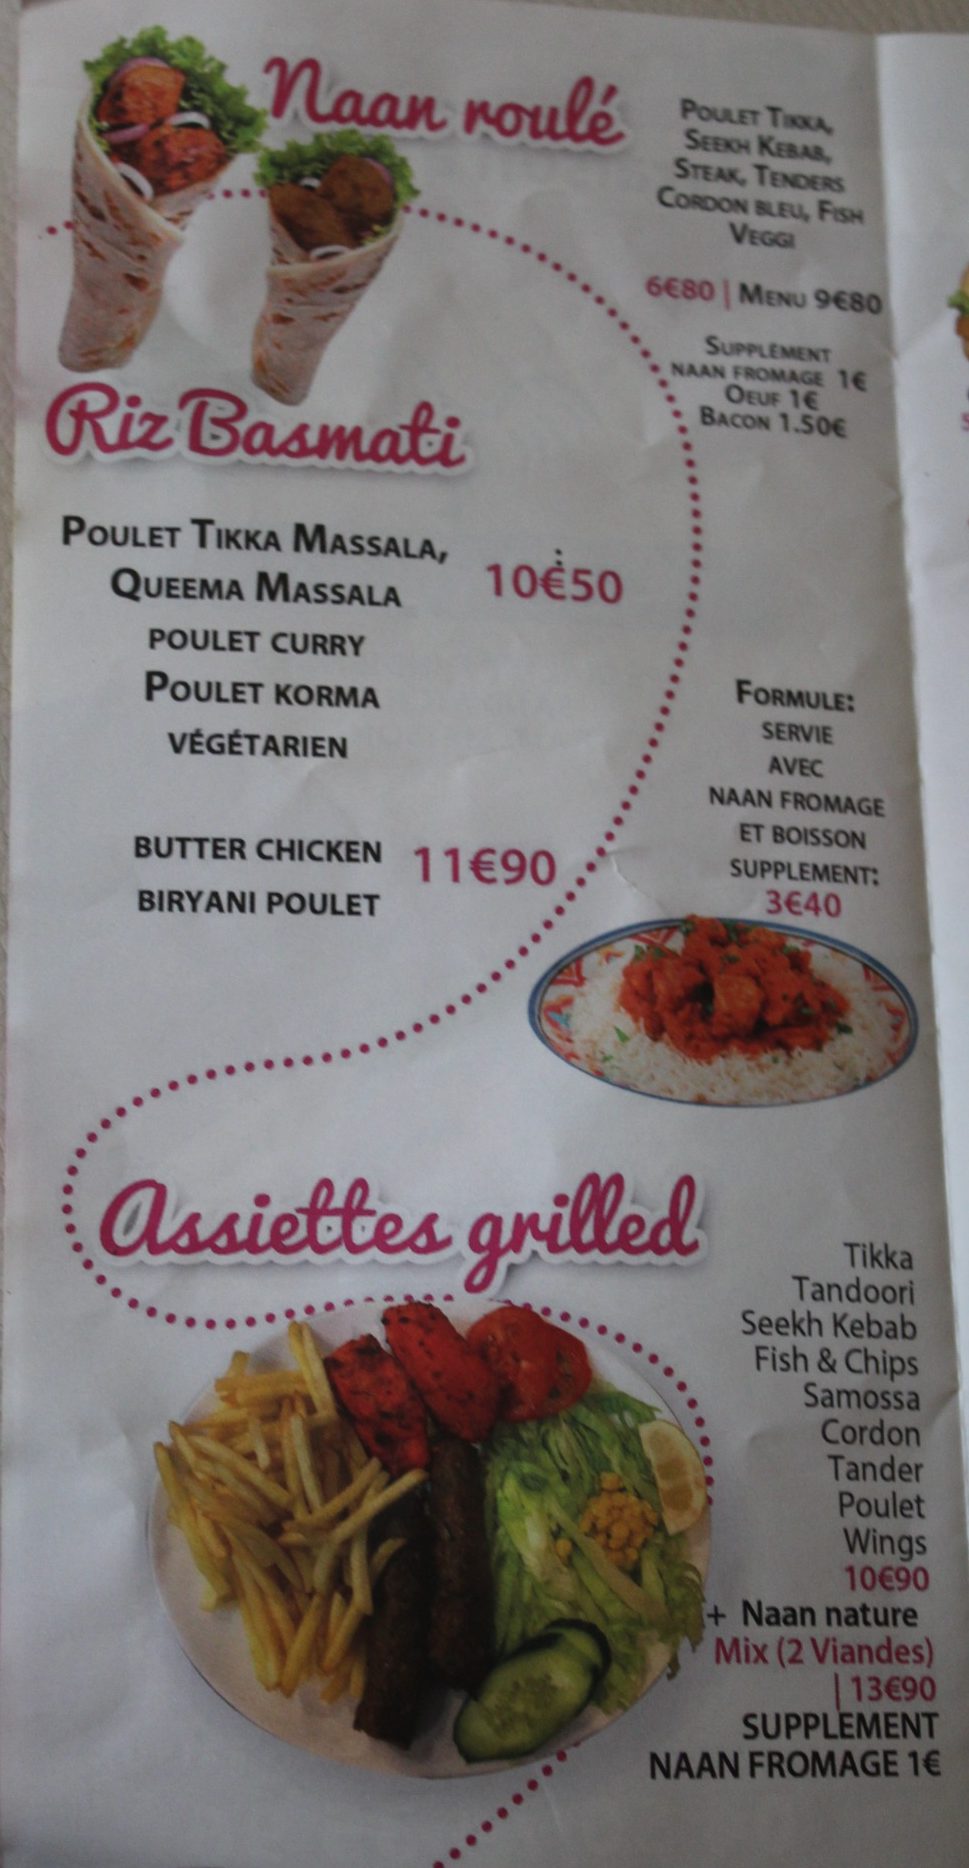 Naan roulé
POULET TIKKA,
SEEKH KEBAB,
STEAK, TENDERS
CORDON BLEU, FISH
VEGGI
6€80 | MENU 9€80
SUPPLEMENT
NAAN FROMAGE 1€
OEUF 1€
BACON 1.50€
Riz Basmati
POULET TIKKA MASSALA,
QUEEMA MASSALA
POULET CURRY
POULET KORMA
VÉGÉTARIEN
:
10€50
BUTTER CHICKEN
BIRYANI POULET
11€90
FORMULE:
SERVIE
AVEC
NAAN FROMAGE
ET BOISSON
SUPPLEMENT:
3€40
Assiettes grilled
Tikka
Tandoori
Seekh Kebab
Fish & Chips
Samossa
Cordon
Tander
Poulet
Wings
10€90
+ Naan nature
Mix (2 Viandes)
| 13€90
SUPPLEMENT
NAAN FROMAGE 1€